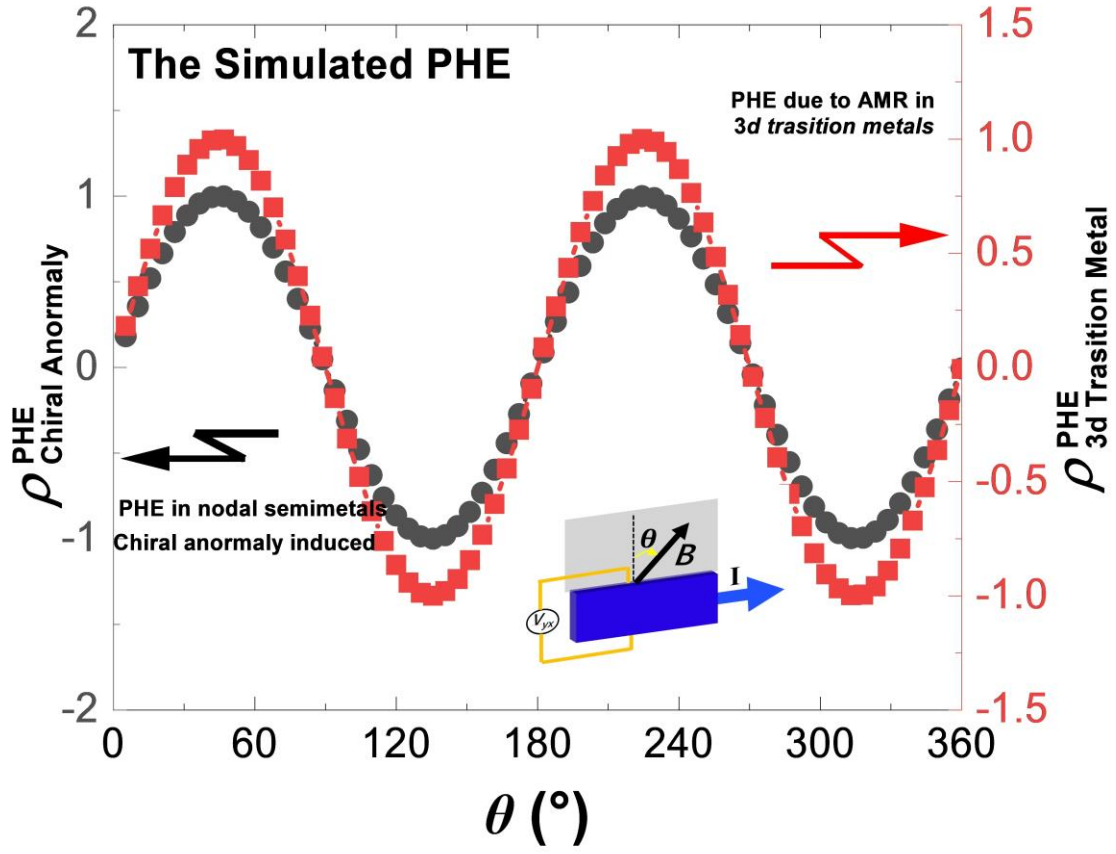 The Simulated PHE
PHE due to AMR in
3d trasition metals
2
1
0
-1
-2
ρ PHE Chiral Anormaly
PHE in nodal semimetals
Chiral anormaly induced
1.5
1.0
0.5
0.0
-0.5
-1.0
-1.5
ρ PHE 3d Trasition Metal
θ
B
I
Vyx
0 60 120 180 240 300 360
θ (°)